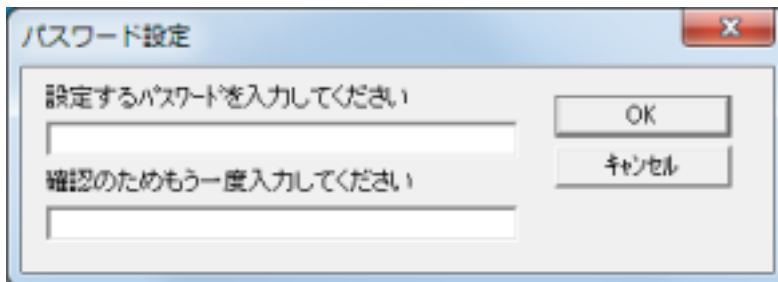 パスワード設定
設定するﾊﾟｽﾜｰﾄﾞを入力してください
OK
確認のためもう一度入力してください
ｷｬﾝｾﾙ